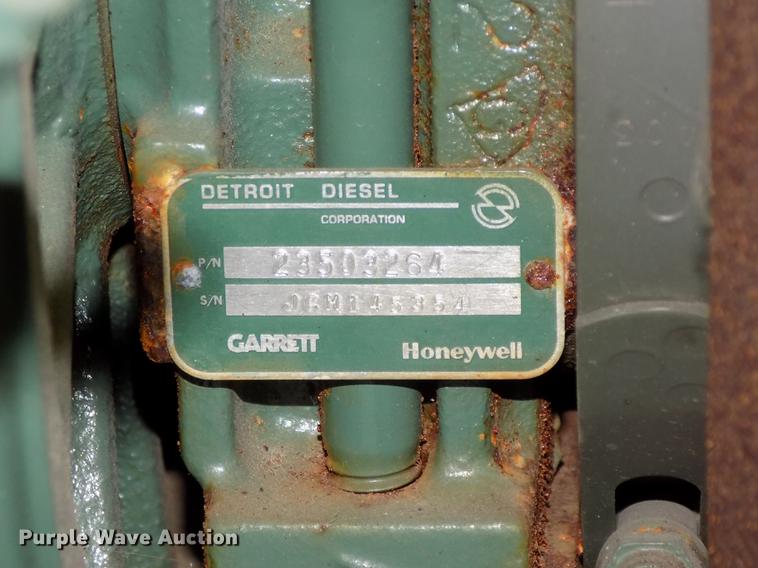 DETROIT DIESEL
CORPORATION
P/N 23503264
S/N
GARRETT Honeywell
Purple Wave Auction